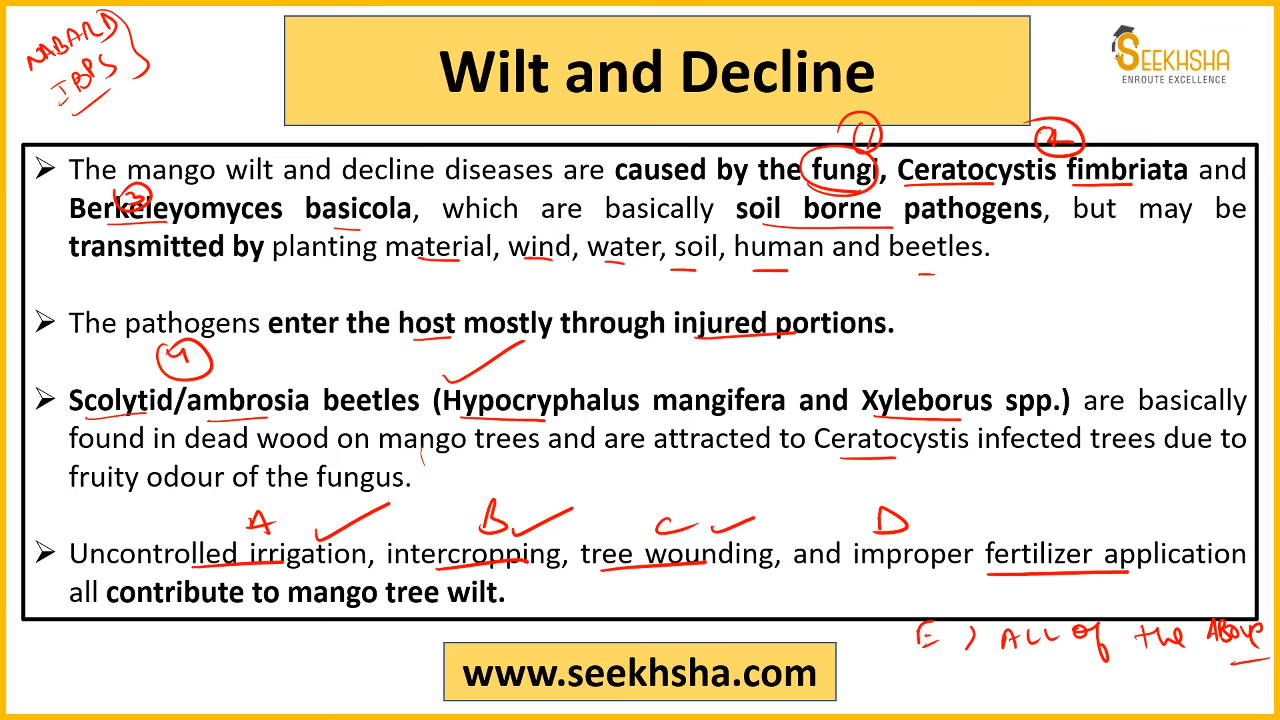 NABARD
IBPS
Wilt and Decline
SEEKHSHA
ENROUTE EXCELLENCE
1
2
➢ The mango wilt and decline diseases are caused by the fungi, Ceratocystis fimbriata and
3
Berkeleyomyces basicola, which are basically soil borne pathogens, but may be
transmitted by planting material, wind, water, soil, human and beetles.
➢ The pathogens enter the host mostly through injured portions.
4
➢ Scolytid/ambrosia beetles (Hypocryphalus mangifera and Xyleborus spp.) are basically
found in dead wood on mango trees and are attracted to Ceratocystis infected trees due to
fruity odour of the fungus.
A B C D
➢ Uncontrolled irrigation, intercropping, tree wounding, and improper fertilizer application
all contribute to mango tree wilt.
E) ALL of the Above
www.seekhsha.com